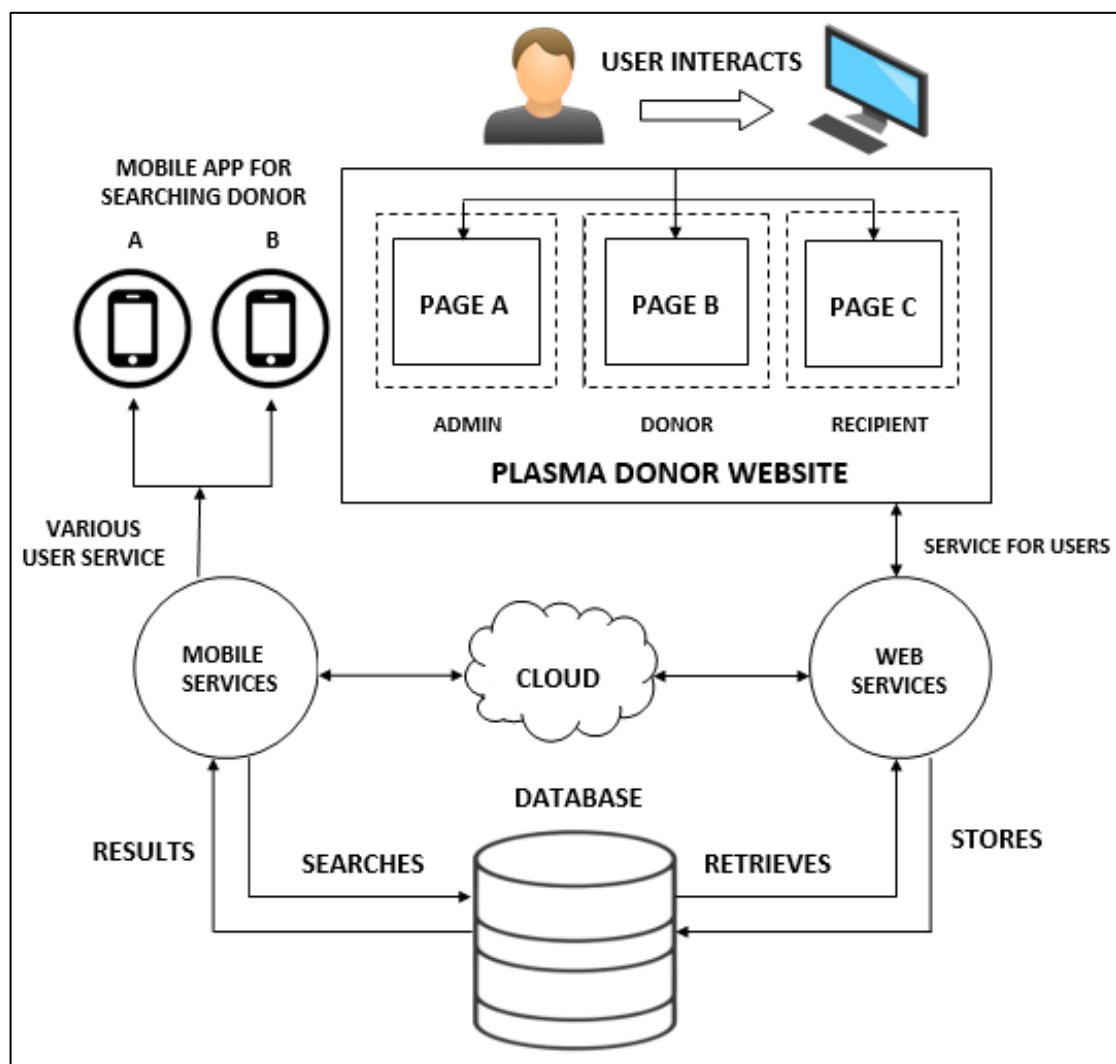 USER INTERACTS
MOBILE APP FOR
SEARCHING DONOR
A
B
PAGE A
PAGE B
PAGE C
ADMIN
DONOR
RECIPIENT
PLASMA DONOR WEBSITE
VARIOUS
USER SERVICE
SERVICE FOR USERS
MOBILE
SERVICES
CLOUD
WEB
SERVICES
DATABASE
RESULTS
SEARCHES
RETRIEVES
STORES